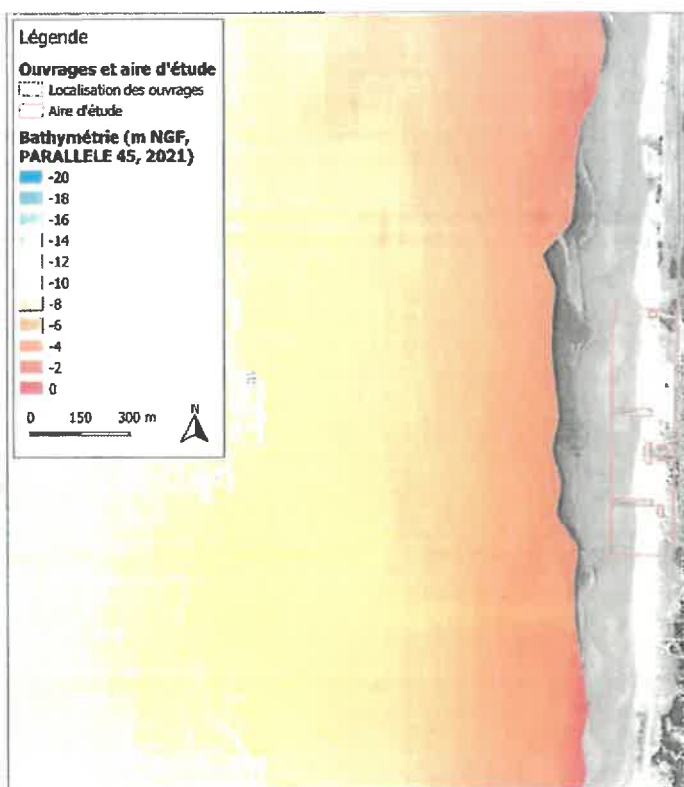 Légende
Ouvrages et aire d'étude
Localisation des ouvrages
Aire d'étude
Bathymétrie (m NGF,
PARALLELE 45, 2021)
-20
-18
-16
-14
-12
-10
-8
-6
-4
-2
0
0 150 300 m
N